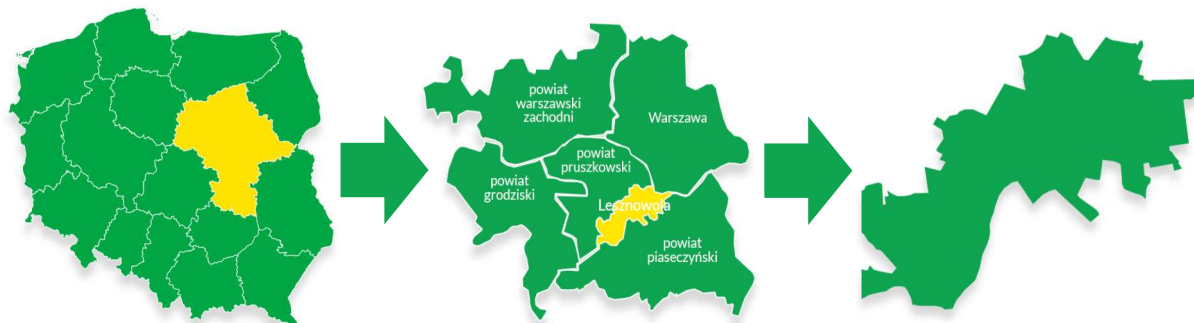 powiat
warszawski
zachodni
Warszawa
powiat
pruszkowski
powiat
grodziski
Lesznowola
powiat
piaseczyński